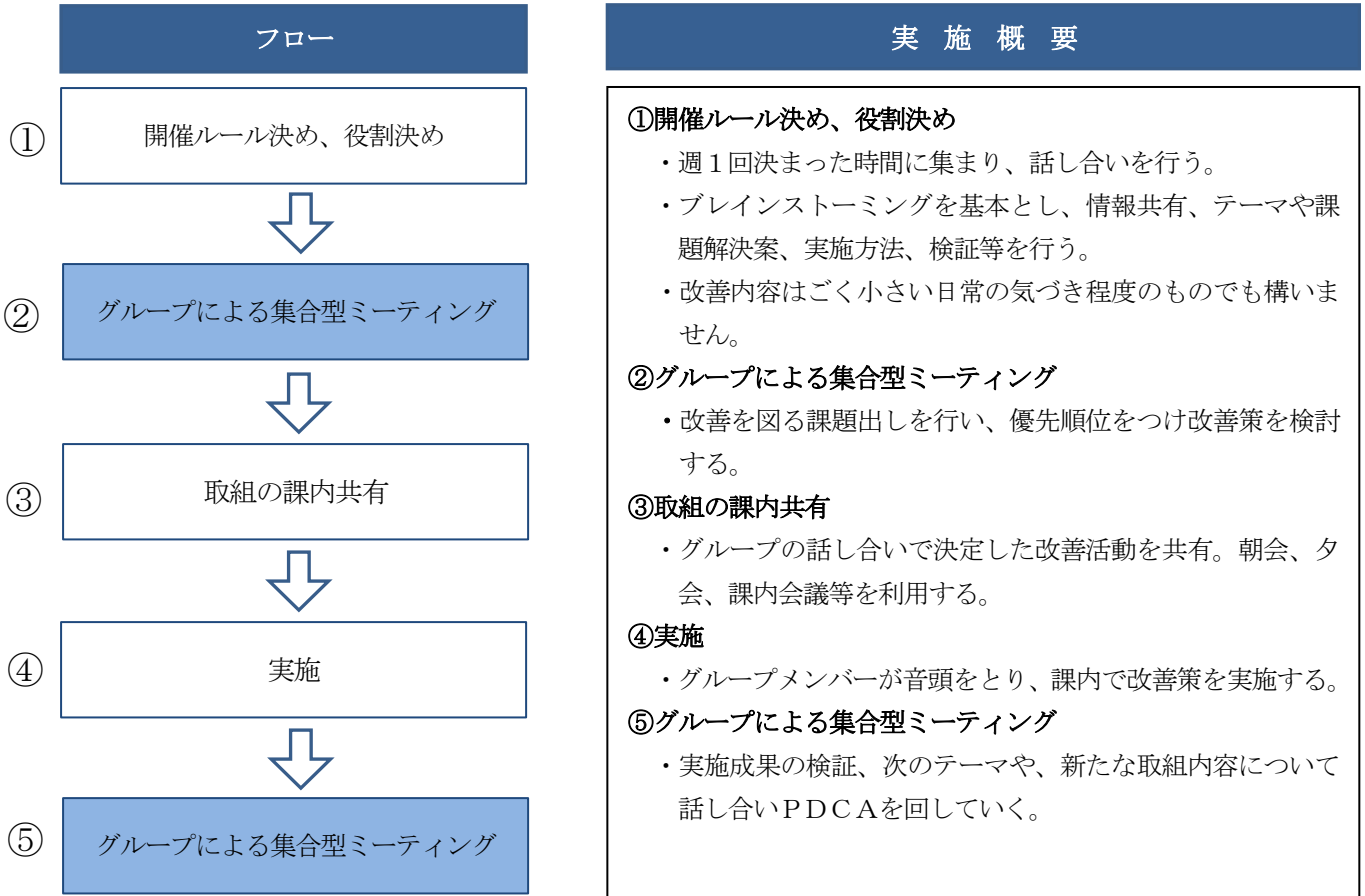 フロー
①
開催ルール決め、役割決め
②
グループによる集合型ミーティング
③
取組の課内共有
④
実施
⑤
グループによる集合型ミーティング
実 施 概 要
①開催ルール決め、役割決め
・週１回決まった時間に集まり、話し合いを行う。
・ブレインストーミングを基本とし、情報共有、テーマや課
題解決案、実施方法、検証等を行う。
・改善内容はごく小さい日常の気づき程度のものでも構いま
せん。
②グループによる集合型ミーティング
・改善を図る課題出しを行い、優先順位をつけ改善策を検討
する。
③取組の課内共有
・グループの話し合いで決定した改善活動を共有。朝会、夕
会、課内会議等を利用する。
④実施
・グループメンバーが音頭をとり、課内で改善策を実施する。
⑤グループによる集合型ミーティング
・実施成果の検証、次のテーマや、新たな取組内容について
話し合いＰＤＣＡを回していく。